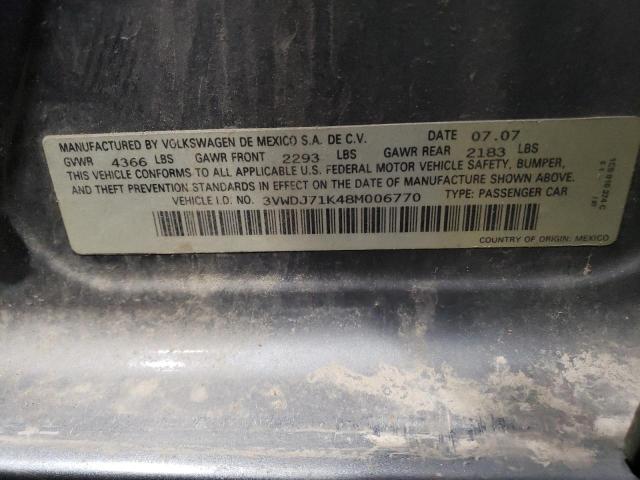 MANUFACTURED BY VOLKSWAGEN DE MEXICO S.A. DE C.V. DATE 07.07
GVWR 4366 LBS GAWR FRONT 2293 LBS GAWR REAR 2183 LBS
THIS VEHICLE CONFORMS TO ALL APPLICABLE U.S. FEDERAL MOTOR VEHICLE SAFETY, BUMPER,
AND THEFT PREVENTION STANDARDS IN EFFECT ON THE DATE OF MANUFACTURE SHOWN ABOVE.
VEHICLE I.D. NO. 3VWDJ71K48M006770 TYPE: PASSENGER CAR
COUNTRY OF ORIGIN: MEXICO